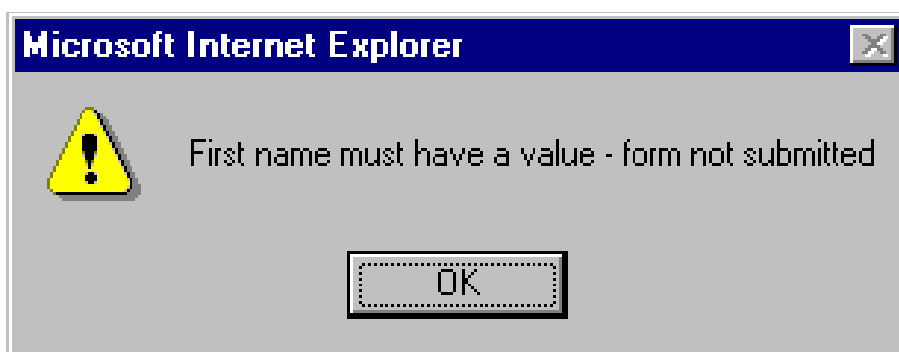 Microsoft Internet Explorer
First name must have a value - form not submitted
OK